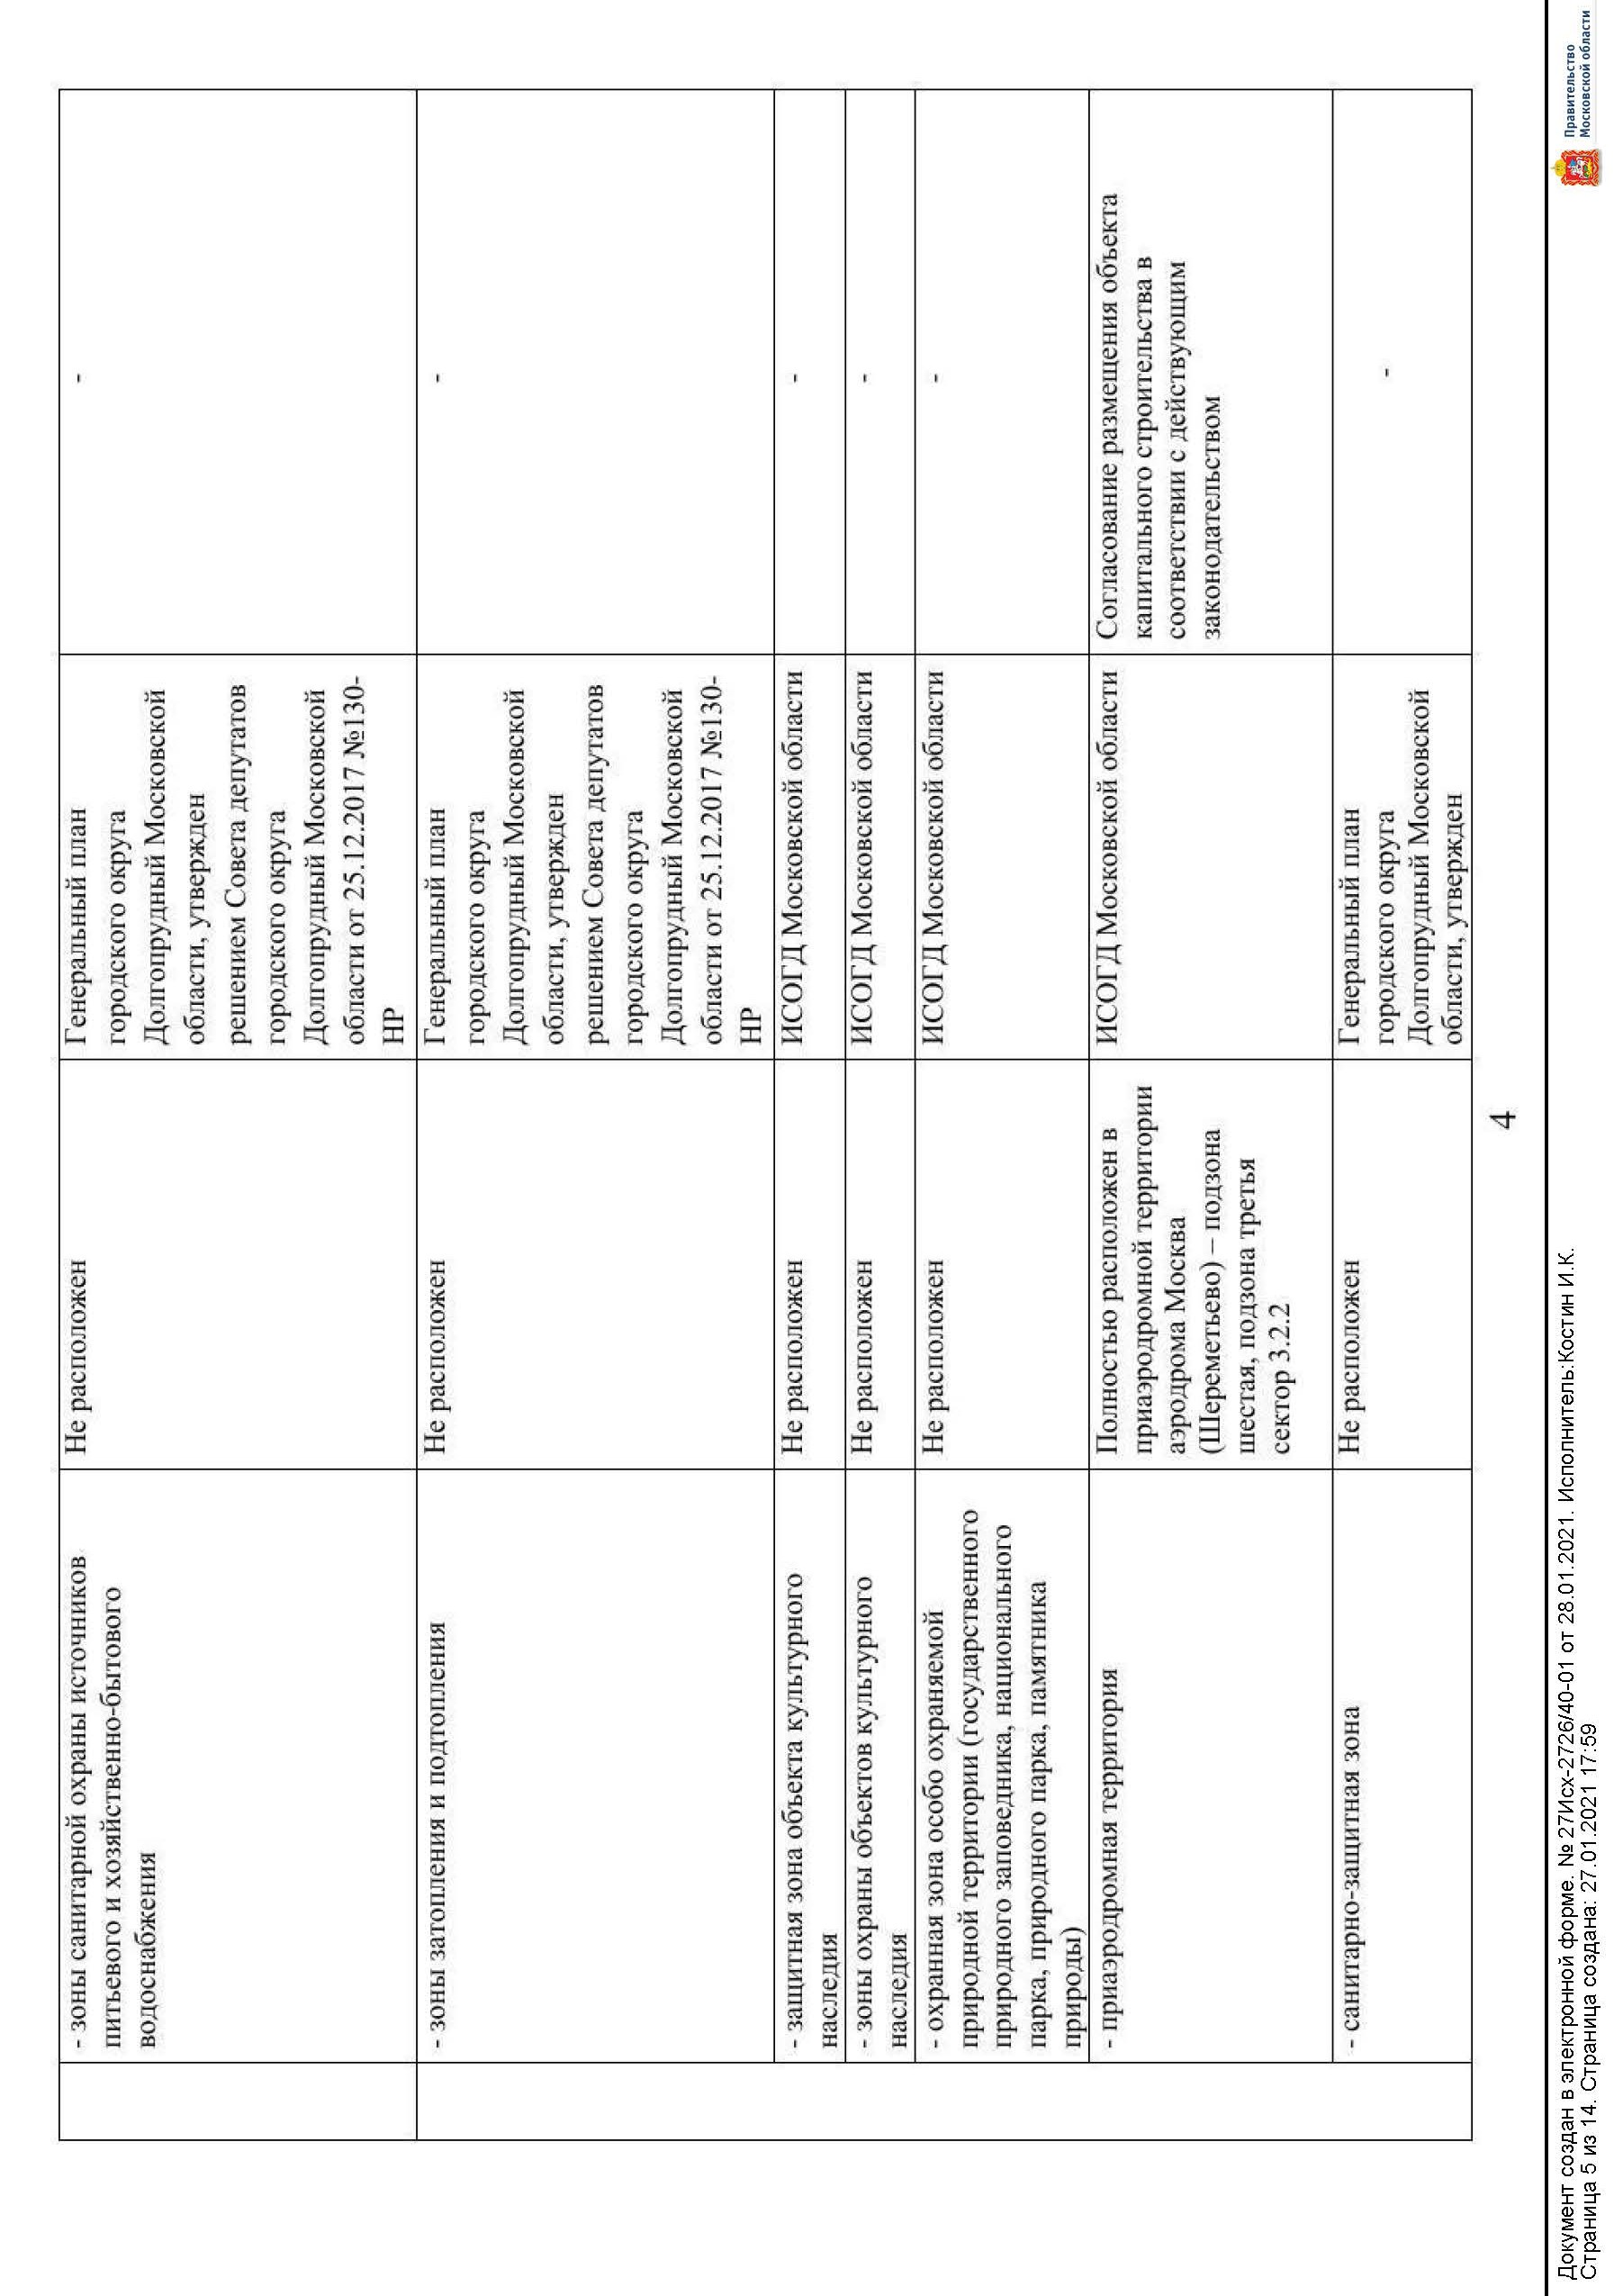 - зоны санитарной охраны источников
питьевого и хозяйственно-бытового
водоснабжения
Не расположен
Генеральный план
городского округа
Долгопрудный Московской
области, утвержден
решением Совета депутатов
городского округа
Долгопрудный Московской
области от 25.12.2017 №130-
НР
-
- зоны затопления и подтопления
Не расположен
Генеральный план
городского округа
Долгопрудный Московской
области, утвержден
решением Совета депутатов
городского округа
Долгопрудный Московской
области от 25.12.2017 №130-
НР
-
- защитная зона объекта культурного
наследия
Не расположен
ИСОГД Московской области
-
- зоны охраны объектов культурного
наследия
Не расположен
ИСОГД Московской области
-
- охранная зона особо охраняемой
природной территории (государственного
природного заповедника, национального
парка, природного парка, памятника
природы)
Не расположен
ИСОГД Московской области
-
- приаэродромная территория
Полностью расположен в
приаэродромной территории
аэродрома Москва
(Шереметьево) – подзона
шестая, подзона третья
сектор 3.2.2
ИСОГД Московской области
Согласование размещения объекта
капитального строительства в
соответствии с действующим
законодательством
- санитарно-защитная зона
Не расположен
Генеральный план
городского округа
Долгопрудный Московской
области, утвержден
-
4
Документ создан в электронной форме. № 27Исх-2726/40-01 от 28.01.2021. Исполнитель:Костин И.К.
Страница 5 из 14. Страница создана: 27.01.2021 17:59
Правительство
Московской области